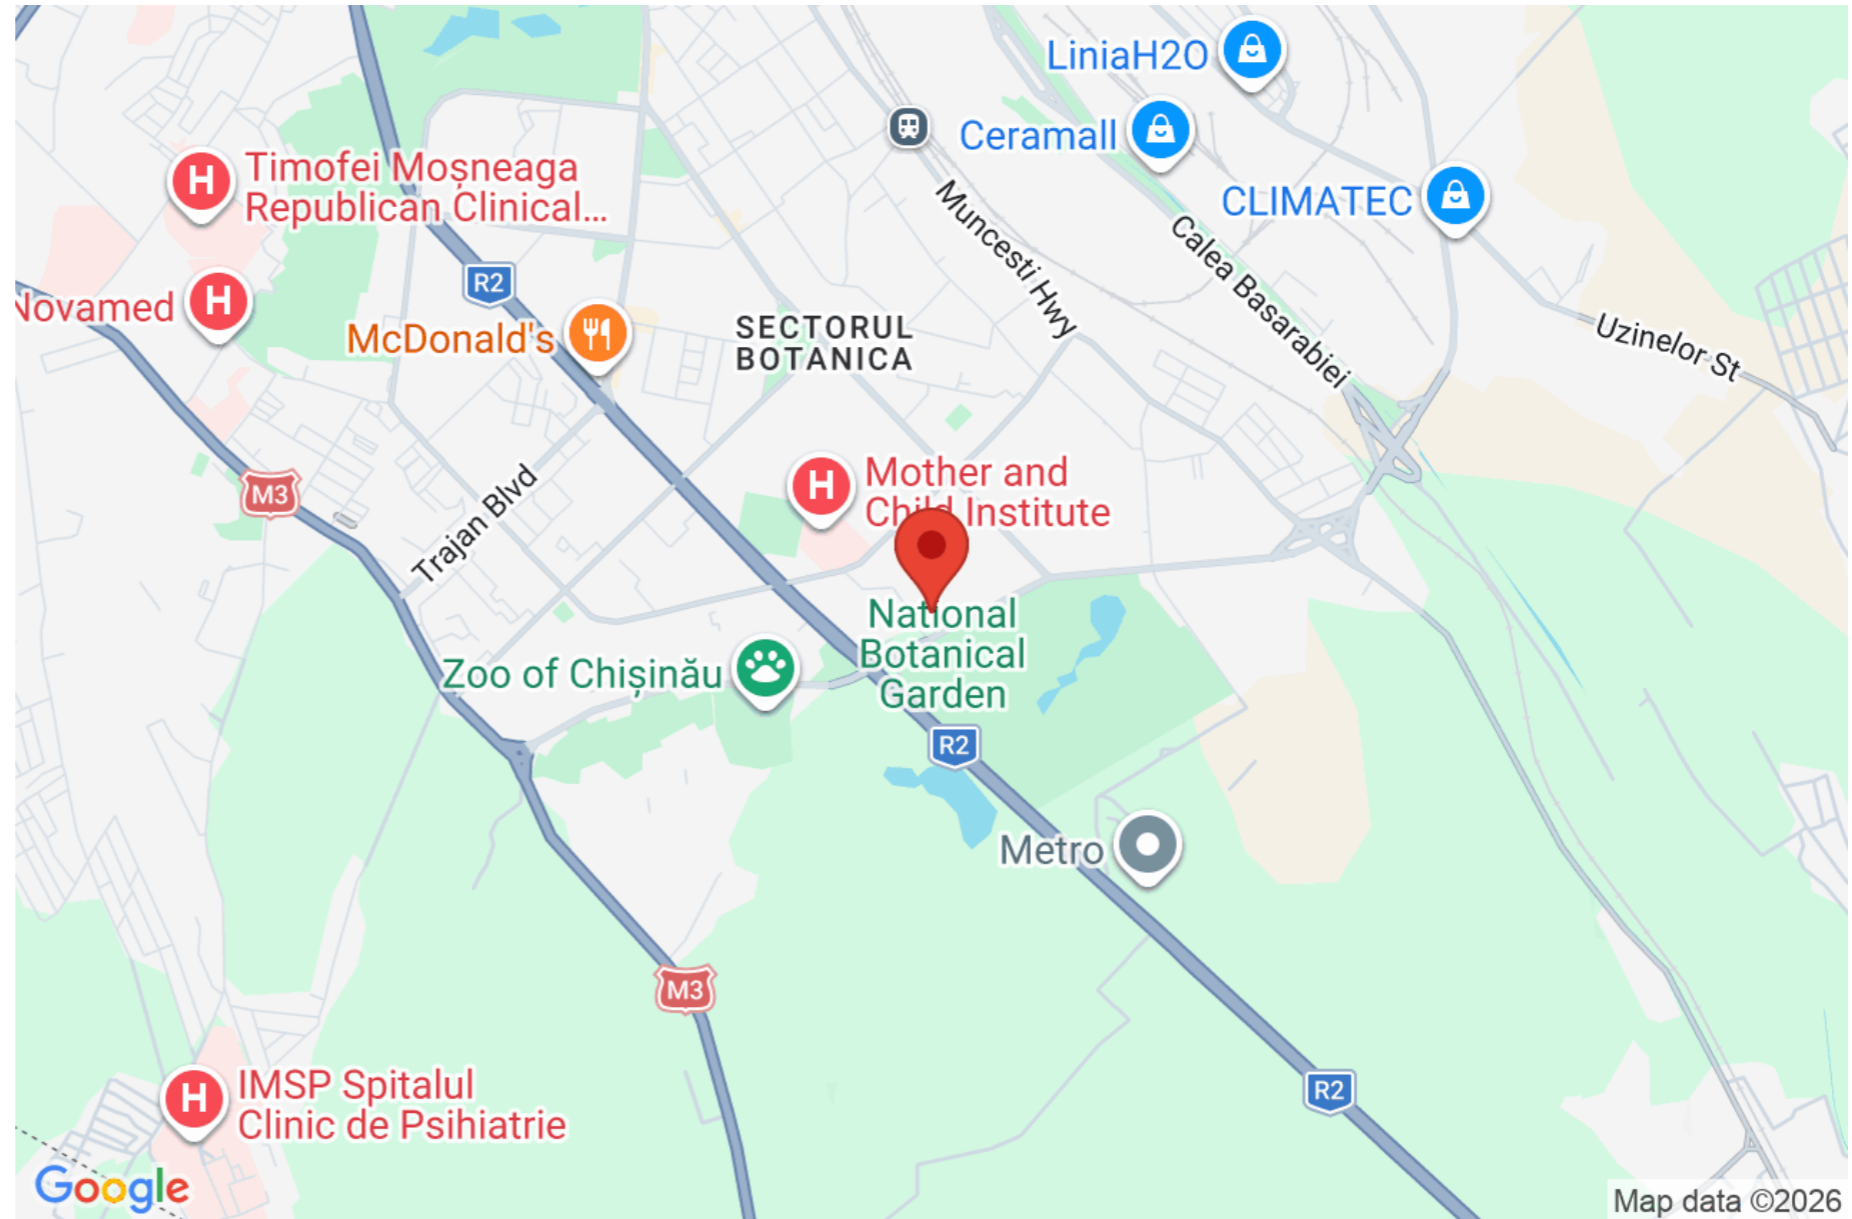 LiniaH2O
Ceramall
Timofei Moșneaga
Republican Clinical...
CLIMATEC
Muncesti Hwy
Calea Basarabiei
R2
Novamed
McDonald's
SECTORUL
BOTANICA
Uzinelor St
Mother and
Child Institute
M3
Trajan Blvd
National
Botanical
Garden
Zoo of Chișinău
R2
Metro
M3
IMSP Spitalul
Clinic de Psihiatrie
R2
Google
Map data ©2026